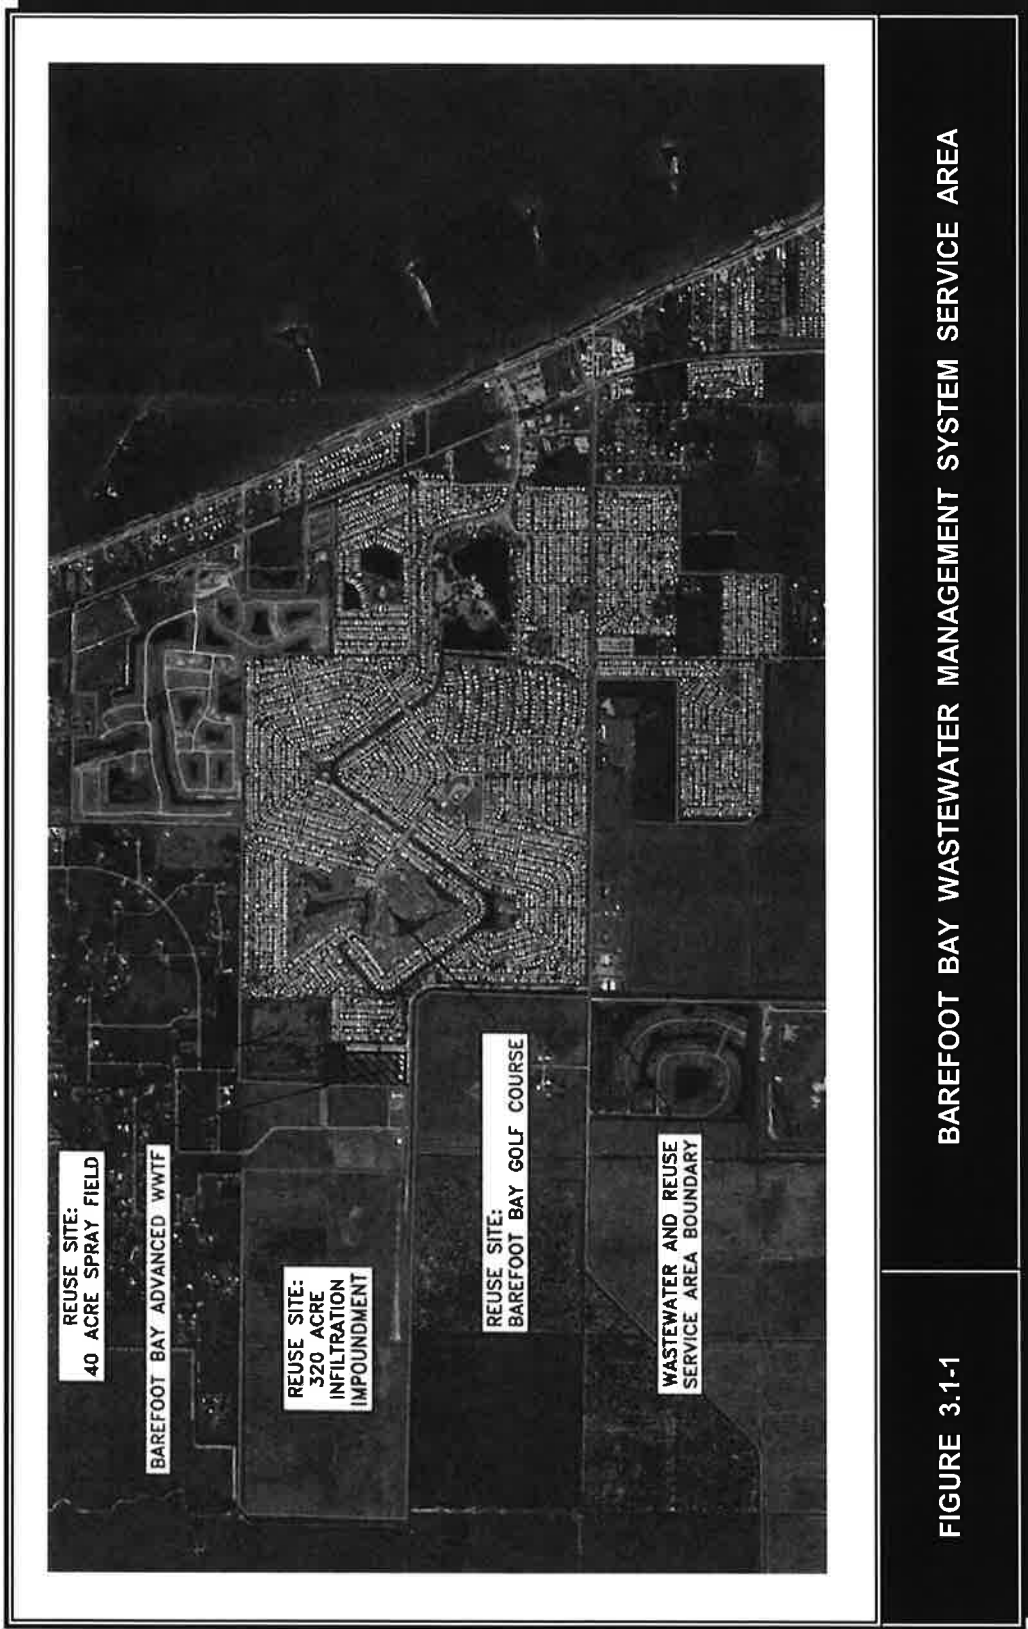 REUSE SITE:
40 ACRE SPRAY FIELD
BAREFOOT BAY ADVANCED WWTF
REUSE SITE:
320 ACRE
INFILTRATION
IMPOUNDMENT
REUSE SITE:
BAREFOOT BAY GOLF COURSE
WASTEWATER AND REUSE
SERVICE AREA BOUNDARY
FIGURE 3.1-1
BAREFOOT BAY WASTEWATER MANAGEMENT SYSTEM SERVICE AREA